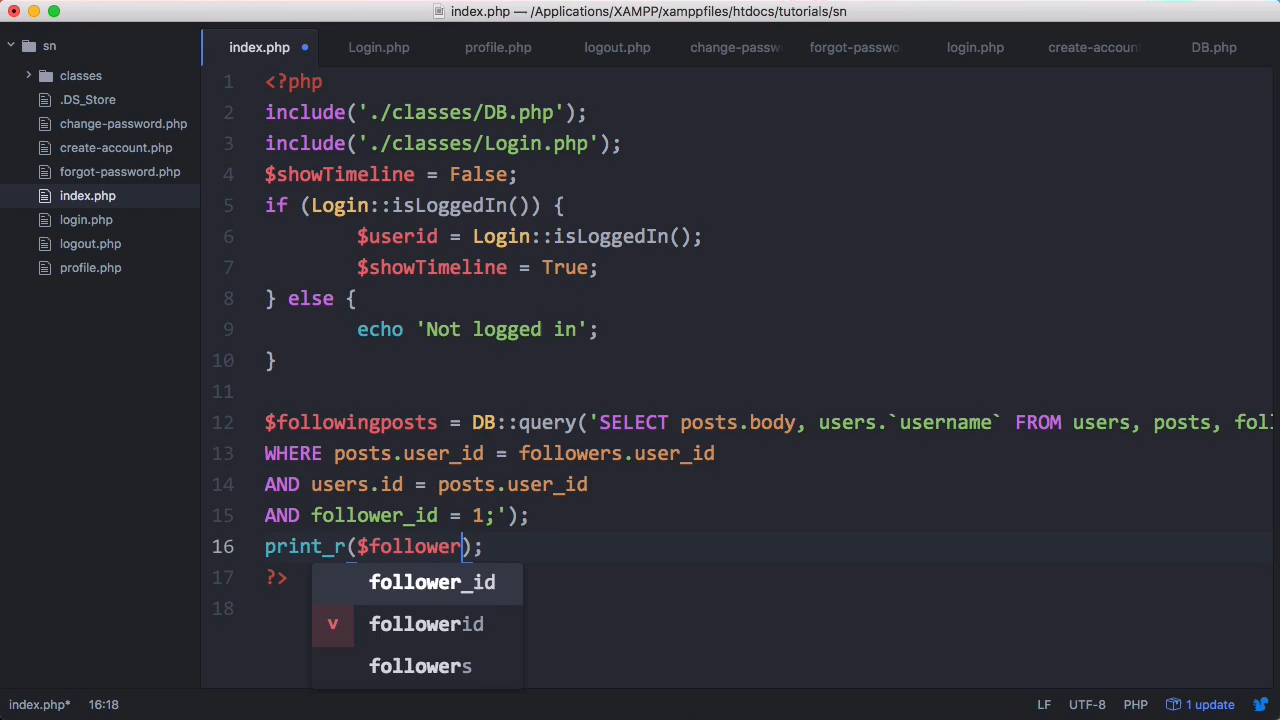 index.php — /Applications/XAMPP/xamppfiles/htdocs/tutorials/sn
sn
classes
.DS_Store
change-password.php
create-account.php
forgot-password.php
index.php
login.php
logout.php
profile.php
index.php Login.php profile.php logout.php change-passw forgot-passwo login.php create-accoun DB.php
1 <?php
2 include('./classes/DB.php');
3 include('./classes/Login.php');
4 $showTimeline = False;
5 if (Login::isLoggedIn()) {
6 $userid = Login::isLoggedIn();
7 $showTimeline = True;
8 } else {
9 echo 'Not logged in';
10 }
11
12 $followingposts = DB::query('SELECT posts.body, users.`username` FROM users, posts, fol
13 WHERE posts.user_id = followers.user_id
14 AND users.id = posts.user_id
15 AND follower_id = 1;');
16 print_r($follower);
17 ?>
18
follower_id
v followerid
followers
index.php* 16:18 LF UTF-8 PHP 1 update